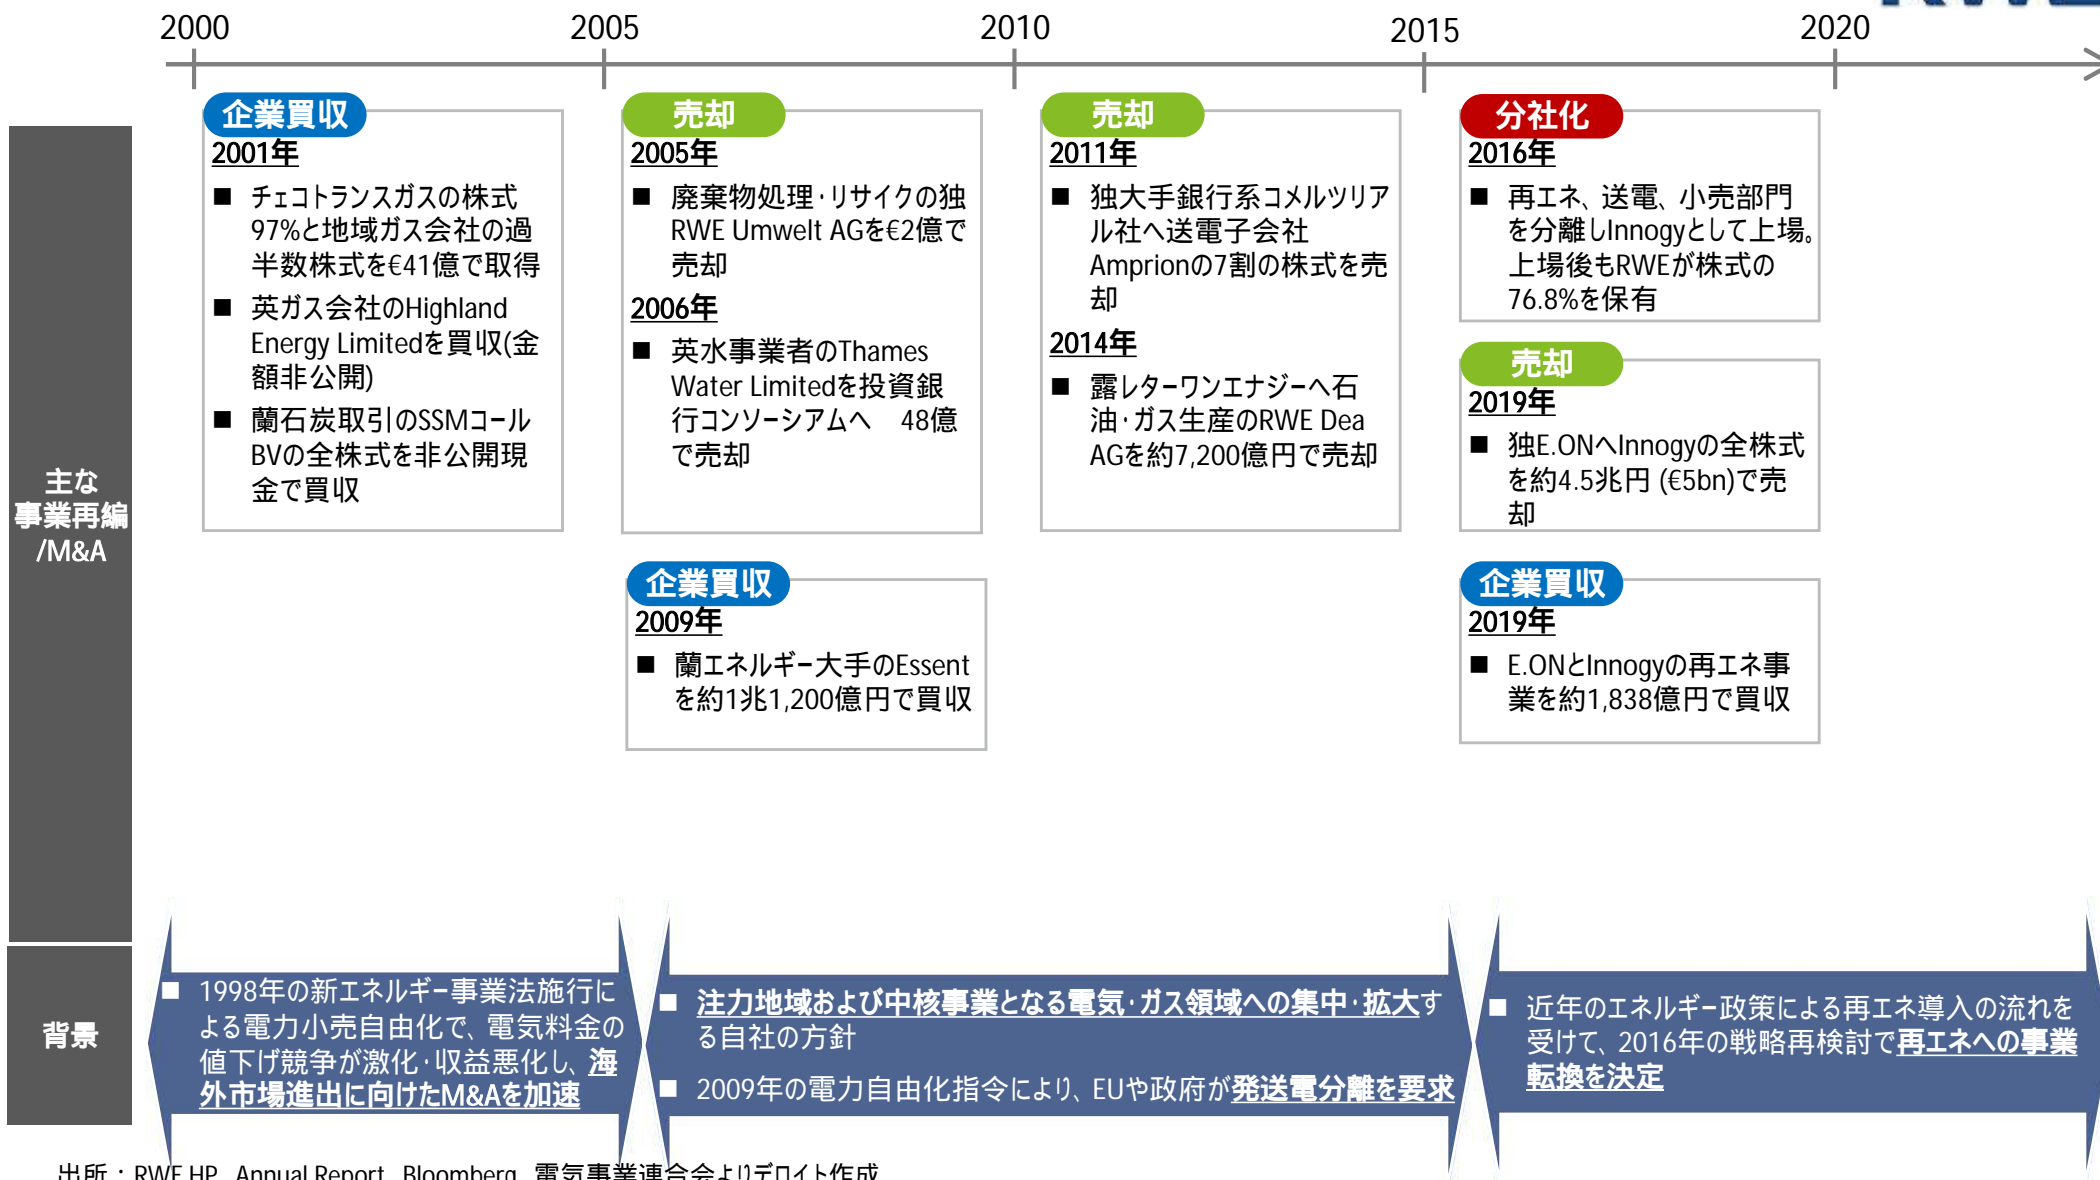 2000
2005
2010
2015
2020
企業買収
2001年
■ チェコトランスガスの株式
97%と地域ガス会社の過
半数株式を€41億で取得
■ 英ガス会社のHighland
Energy Limitedを買収(金
額非公開)
■ 蘭石炭取引のSSMコール
BVの全株式を非公開現
金で買収
売却
2005年
■ 廃棄物処理・リサイクの独
RWE Umwelt AGを€2億で
売却
2006年
■ 英水事業者のThames
Water Limitedを投資銀
行コンソーシアムへ　48億
で売却
企業買収
2009年
■ 蘭エネルギー大手のEssent
を約1兆1,200億円で買収
売却
2011年
■ 独大手銀行系コメルツリア
ル社へ送電子会社
Amprionの7割の株式を売
却
2014年
■ 露レターワンエナジーへ石
油・ガス生産のRWE Dea
AGを約7,200億円で売却
分社化
2016年
■ 再エネ、送電、小売部門
を分離しInnogyとして上場。
上場後もRWEが株式の
76.8%を保有
売却
2019年
■ 独E.ONへInnogyの全株式
を約4.5兆円 (€5bn)で売
却
企業買収
2019年
■ E.ONとInnogyの再エネ事
業を約1,838億円で買収
主な
事業再編
/M&A
背景
■ 1998年の新エネルギー事業法施行に
よる電力小売自由化で、電気料金の
値下げ競争が激化・収益悪化し、海
外市場進出に向けたM&Aを加速
■ 注力地域および中核事業となる電気・ガス領域への集中・拡大す
る自社の方針
■ 2009年の電力自由化指令により、EUや政府が発送電分離を要求
■ 近年のエネルギー政策による再エネ導入の流れを
受けて、2016年の戦略再検討で再エネへの事業
転換を決定
出所：RWE HP、Annual Report、Bloomberg、電気事業連合会よりデロイト作成